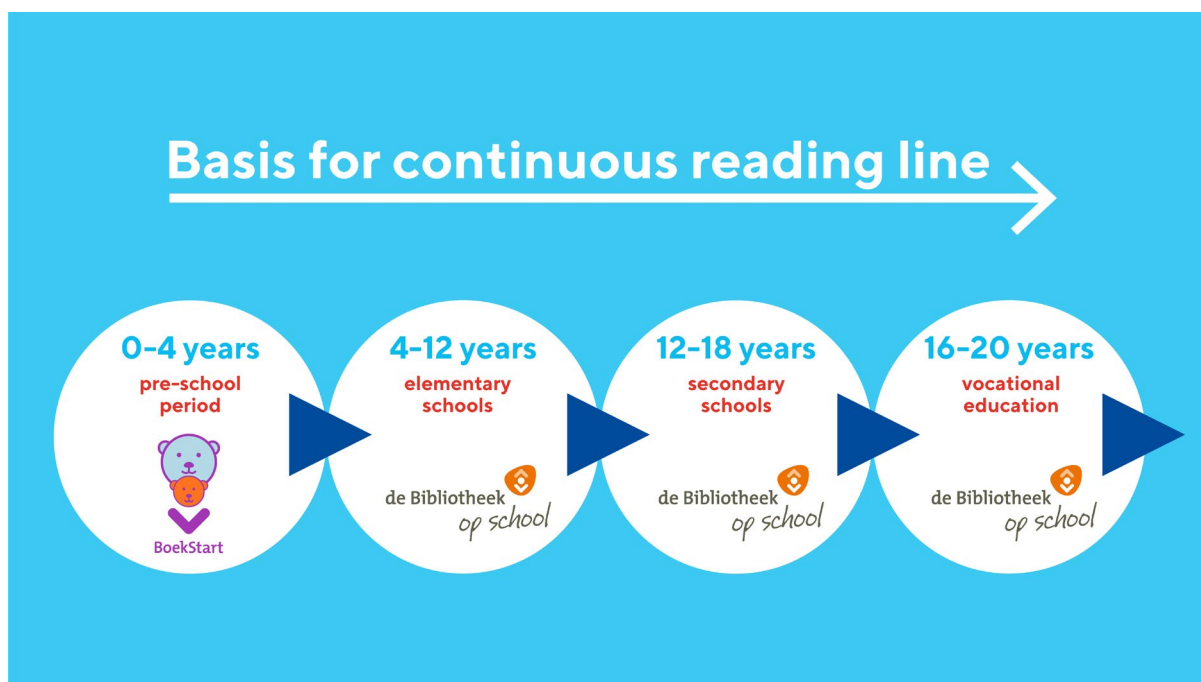 Basis for continuous reading line
0-4 years
pre-school
period
BoekStart
4-12 years
elementary
schools
de Bibliotheek
op school
12-18 years
secondary
schools
de Bibliotheek
op school
16-20 years
vocational
education
de Bibliotheek
op school